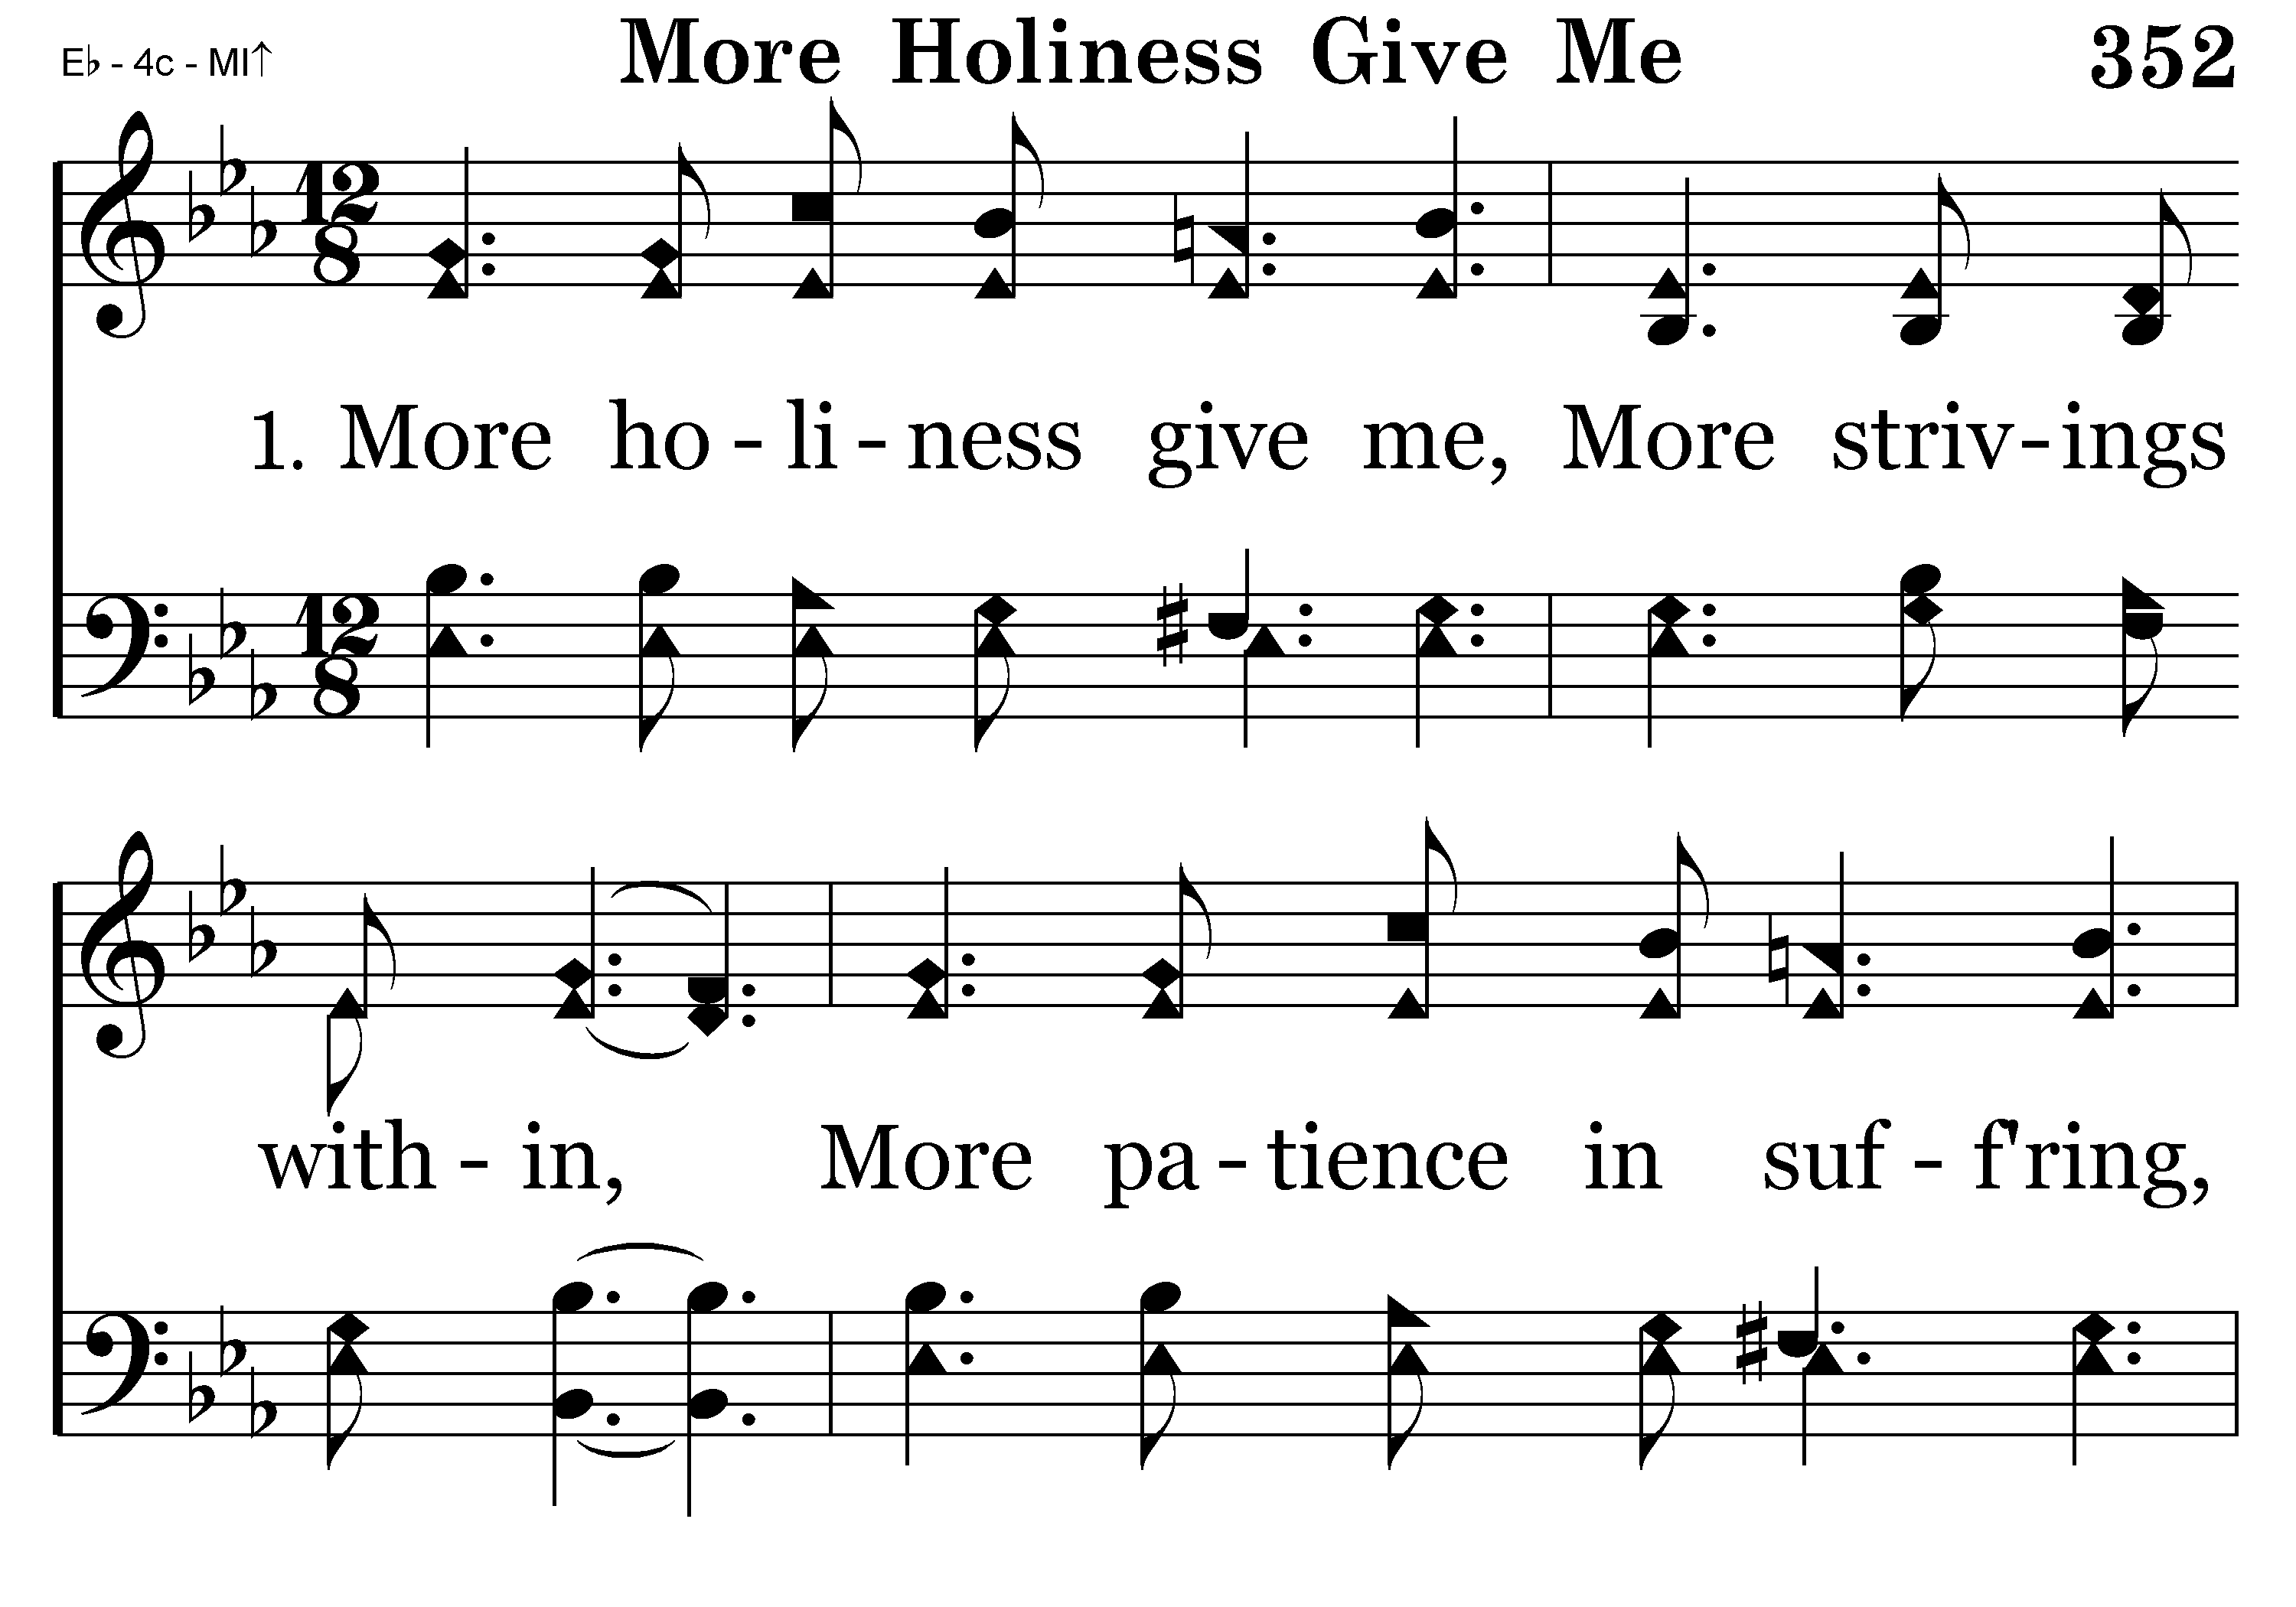 E♭ - 4c - MI↑ More Holiness Give Me 352
12
8
1. More ho - li - ness give me, More striv - ings
12
8
with - in, More pa - tience in suf - f'ring,